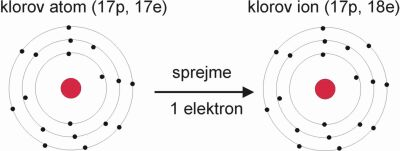 klorov atom (17p, 17e)
klorov ion (17p, 18e)
sprejme
1 elektron